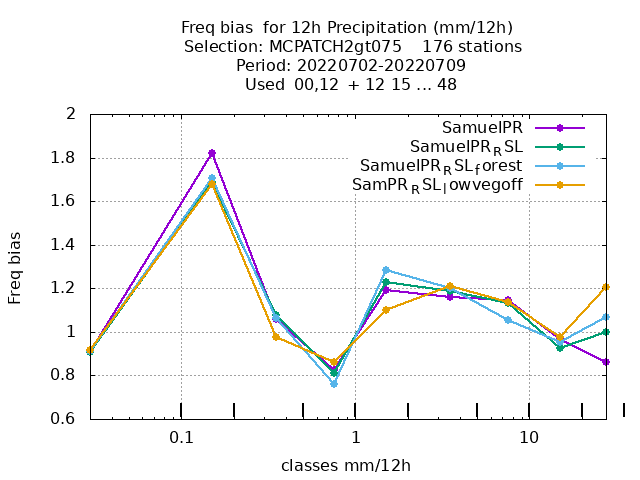 Freq bias  for 12h Precipitation (mm/12h)
Selection: MCPATCH2gt075    176 stations
Period: 20220702-20220709
Used  00,12  + 12 15 ... 48
SamuelPR
SamuelPR_RSL
SamuelPR_RSL_forest
SamPR_RSL_lowvegoff
2
1.8
1.6
1.4
1.2
1
0.8
0.6
Freq bias
0.1 1 10
classes mm/12h